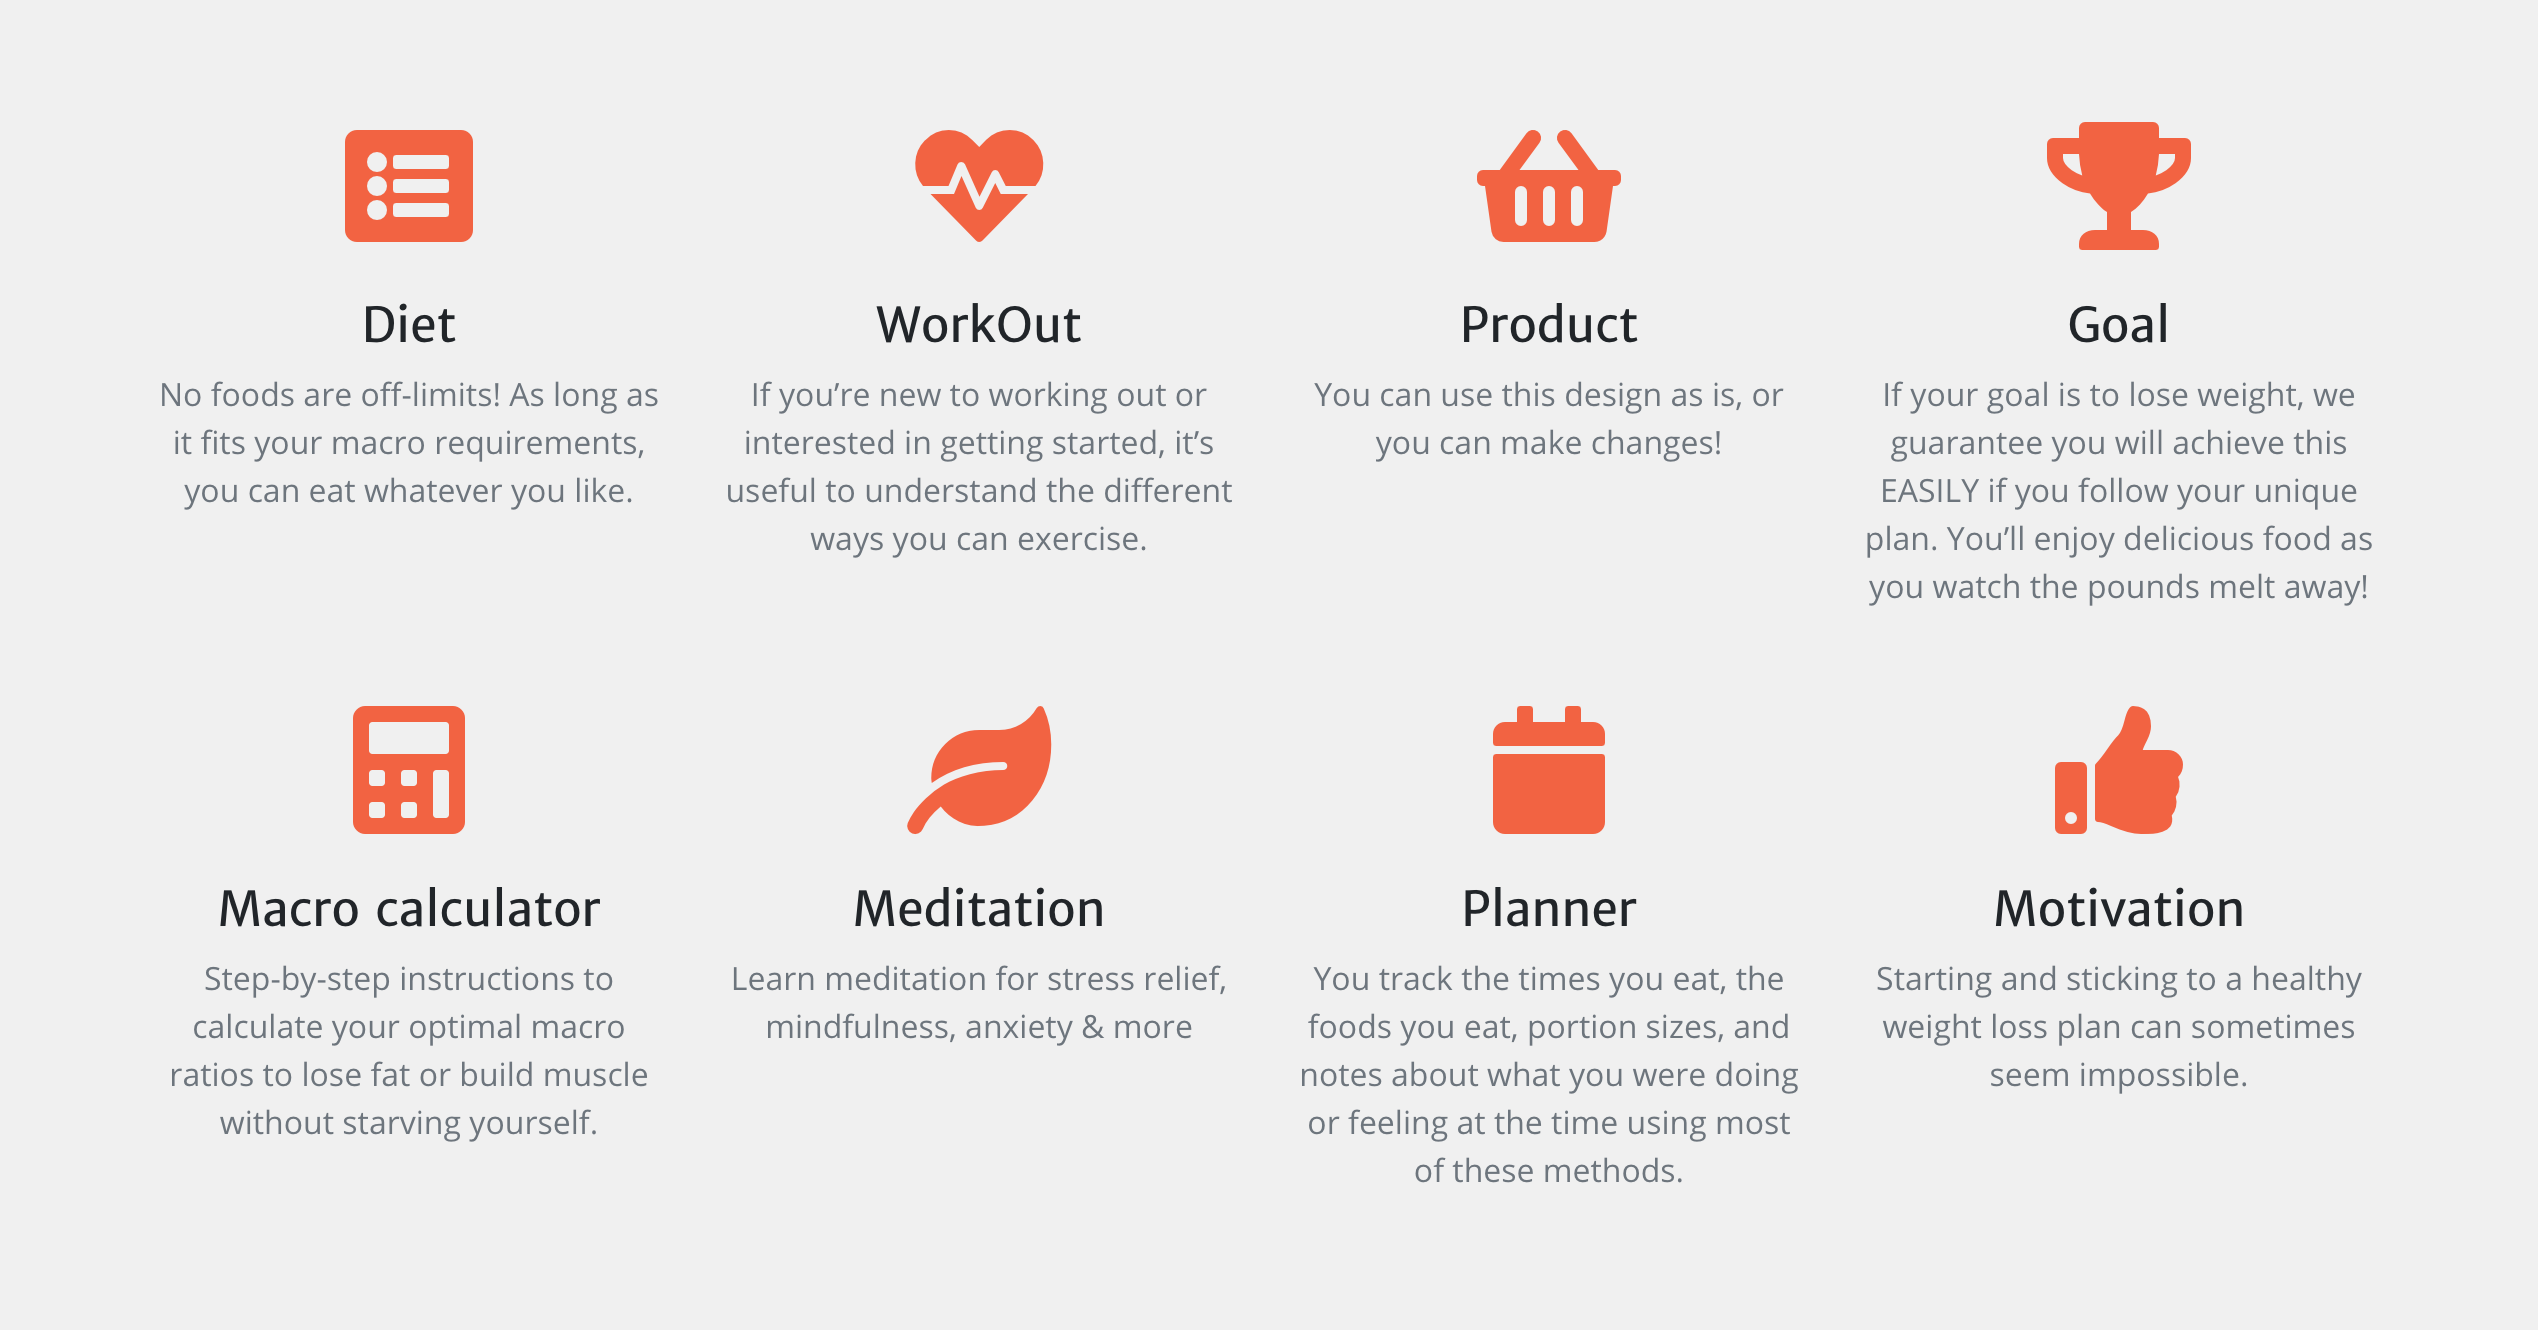 Diet
No foods are off-limits! As long as
it fits your macro requirements,
you can eat whatever you like.
WorkOut
If you’re new to working out or
interested in getting started, it’s
useful to understand the different
ways you can exercise.
Product
You can use this design as is, or
you can make changes!
Goal
If your goal is to lose weight, we
guarantee you will achieve this
EASILY if you follow your unique
plan. You’ll enjoy delicious food as
you watch the pounds melt away!
Macro calculator
Step-by-step instructions to
calculate your optimal macro
ratios to lose fat or build muscle
without starving yourself.
Meditation
Learn meditation for stress relief,
mindfulness, anxiety & more
Planner
You track the times you eat, the
foods you eat, portion sizes, and
notes about what you were doing
or feeling at the time using most
of these methods.
Motivation
Starting and sticking to a healthy
weight loss plan can sometimes
seem impossible.